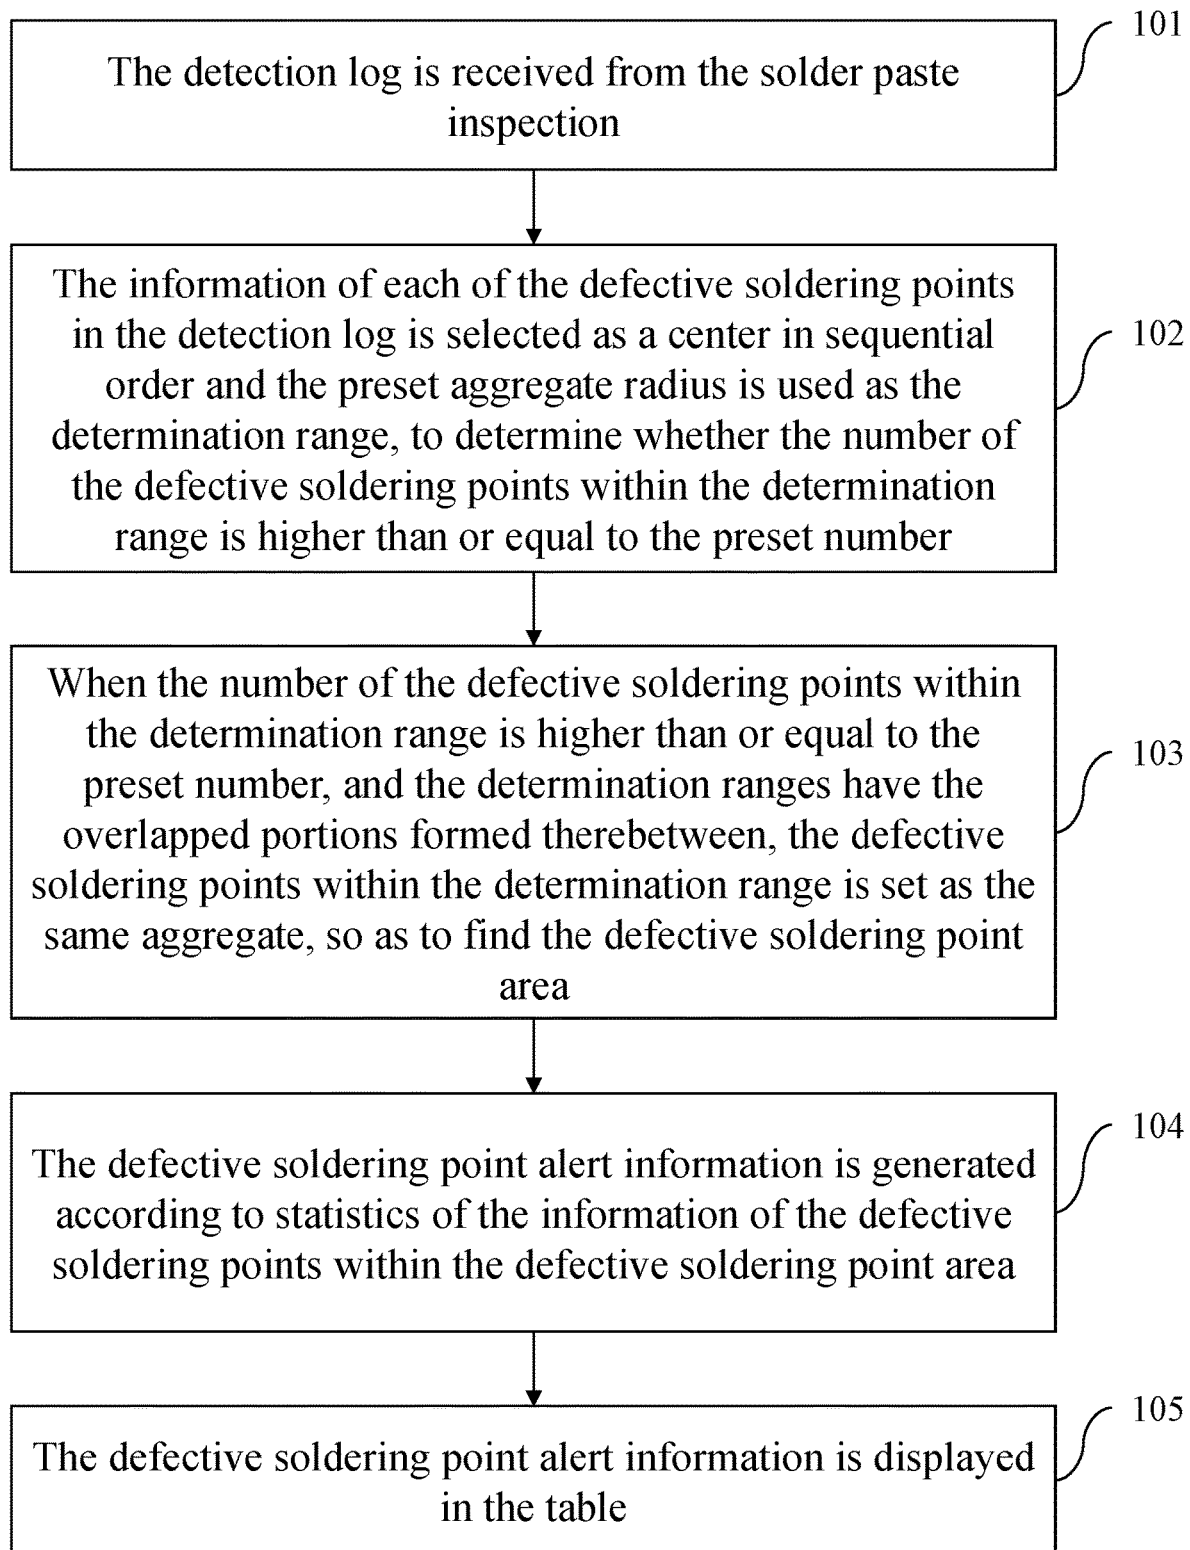 101
The detection log is received from the solder paste
inspection
The information of each of the defective soldering points
in the detection log is selected as a center in sequential
order and the preset aggregate radius is used as the
determination range, to determine whether the number of
the defective soldering points within the determination
range is higher than or equal to the preset number
102
When the number of the defective soldering points within
the determination range is higher than or equal to the
preset number, and the determination ranges have the
overlapped portions formed therebetween, the defective
soldering points within the determination range is set as the
same aggregate, so as to find the defective soldering point
area
103
The defective soldering point alert information is generated
according to statistics of the information of the defective
soldering points within the defective soldering point area
104
The defective soldering point alert information is displayed
in the table
105